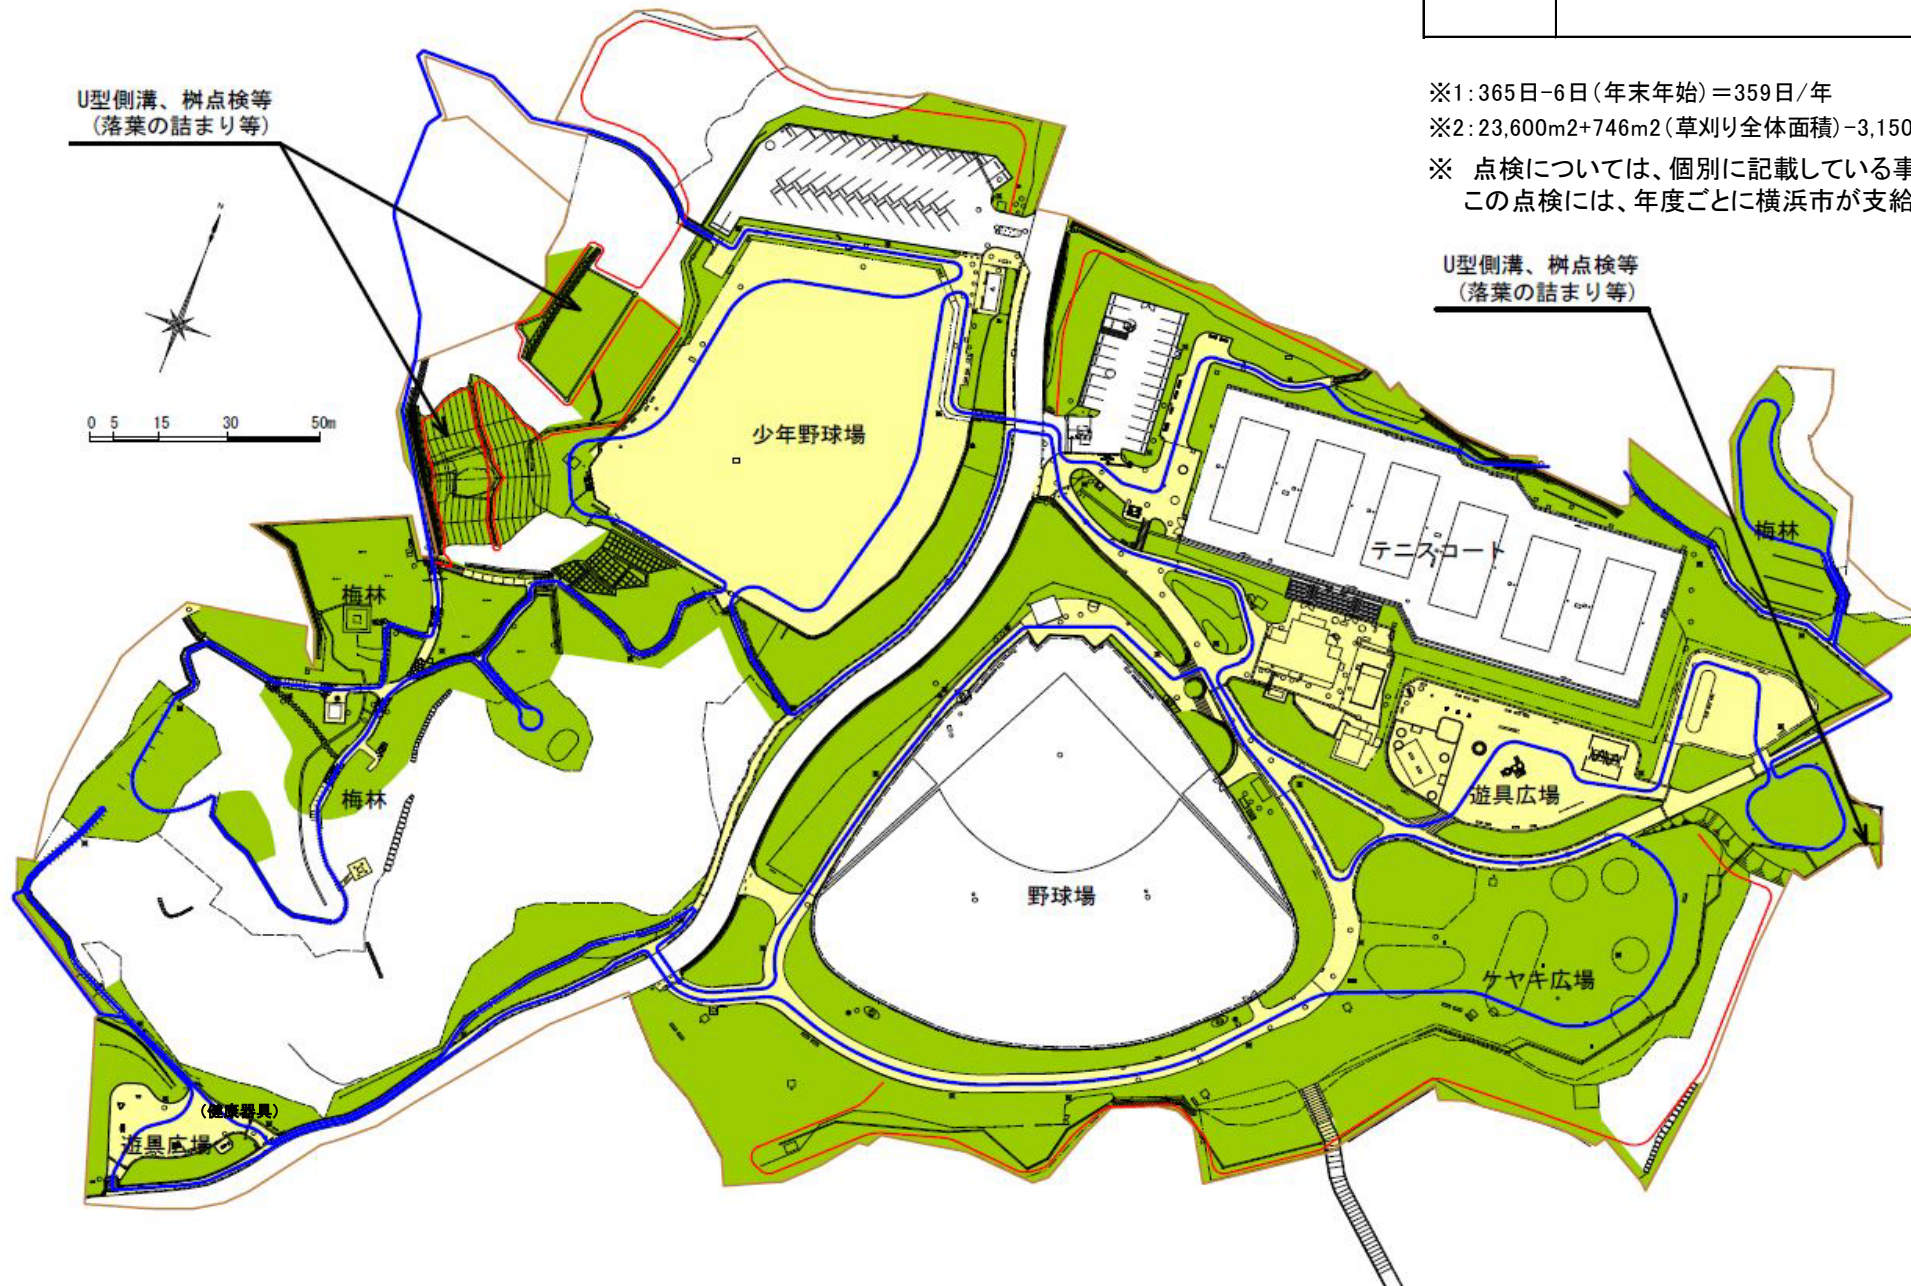 ※1:365日-6日(年末年始)=359日/年
※2:23,600m2+746m2(草刈り全体面積)-3,150
※ 点検については、個別に記載している事
この点検には、年度ごとに横浜市が支給
U型側溝、桝点検等
(落葉の詰まり等)
U型側溝、桝点検等
(落葉の詰まり等)
N
0 5 15 30 50m
少年野球場
テニスコート
梅林
梅林
梅林
遊具広場
野球場
ケヤキ広場
(健康器具)
遊具広場